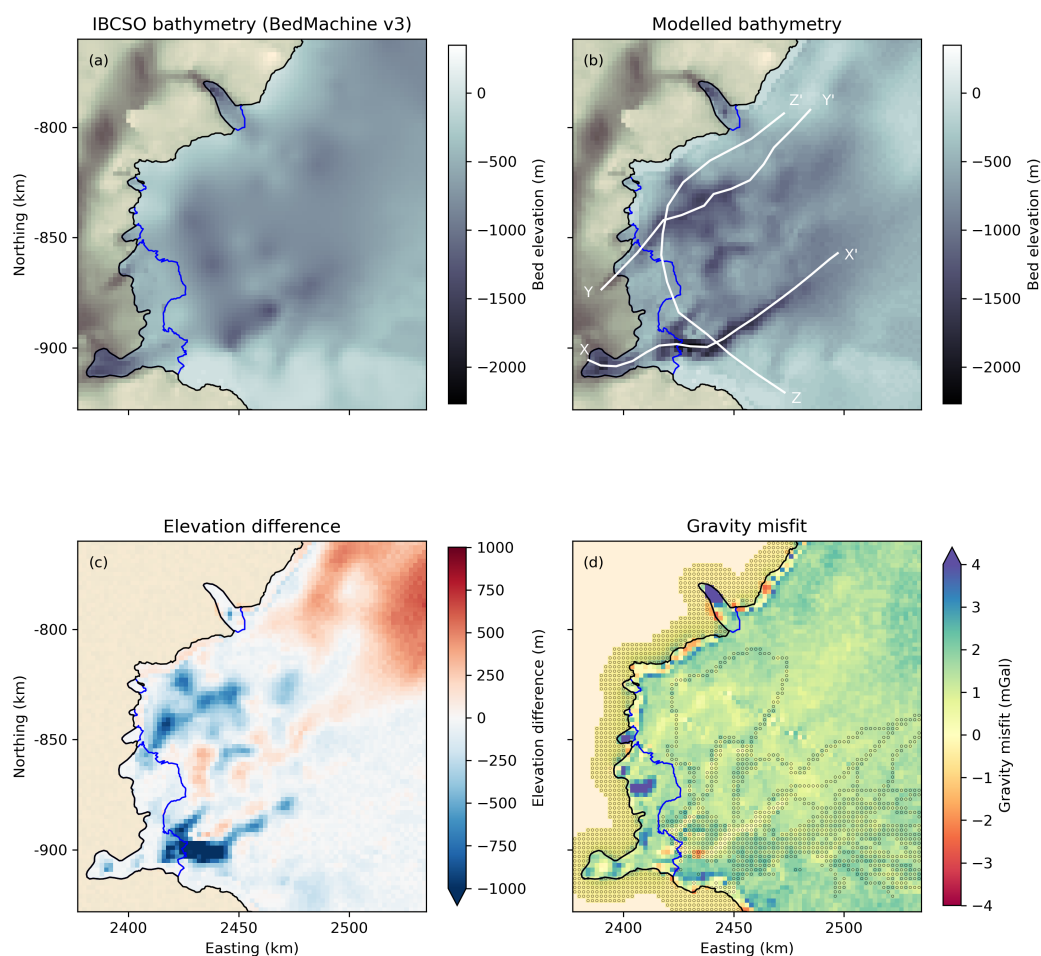 IBCSO bathymetry (BedMachine v3)
(a)
-800
-850
-900
Northing (km)
0
−500
−1000
−1500
−2000
Bed elevation (m)
Modelled bathymetry
(b)
Z'
Y'
X'
Y
X
Z
0
−500
−1000
−1500
−2000
Bed elevation (m)
Elevation difference
(c)
-800
-850
-900
Northing (km)
2400
2450
2500
Easting (km)
1000
750
500
250
0
−250
−500
−750
−1000
Elevation difference (m)
Gravity misfit
(d)
2400
2450
2500
Easting (km)
4
3
2
1
0
−1
−2
−3
−4
Gravity misfit (mGal)